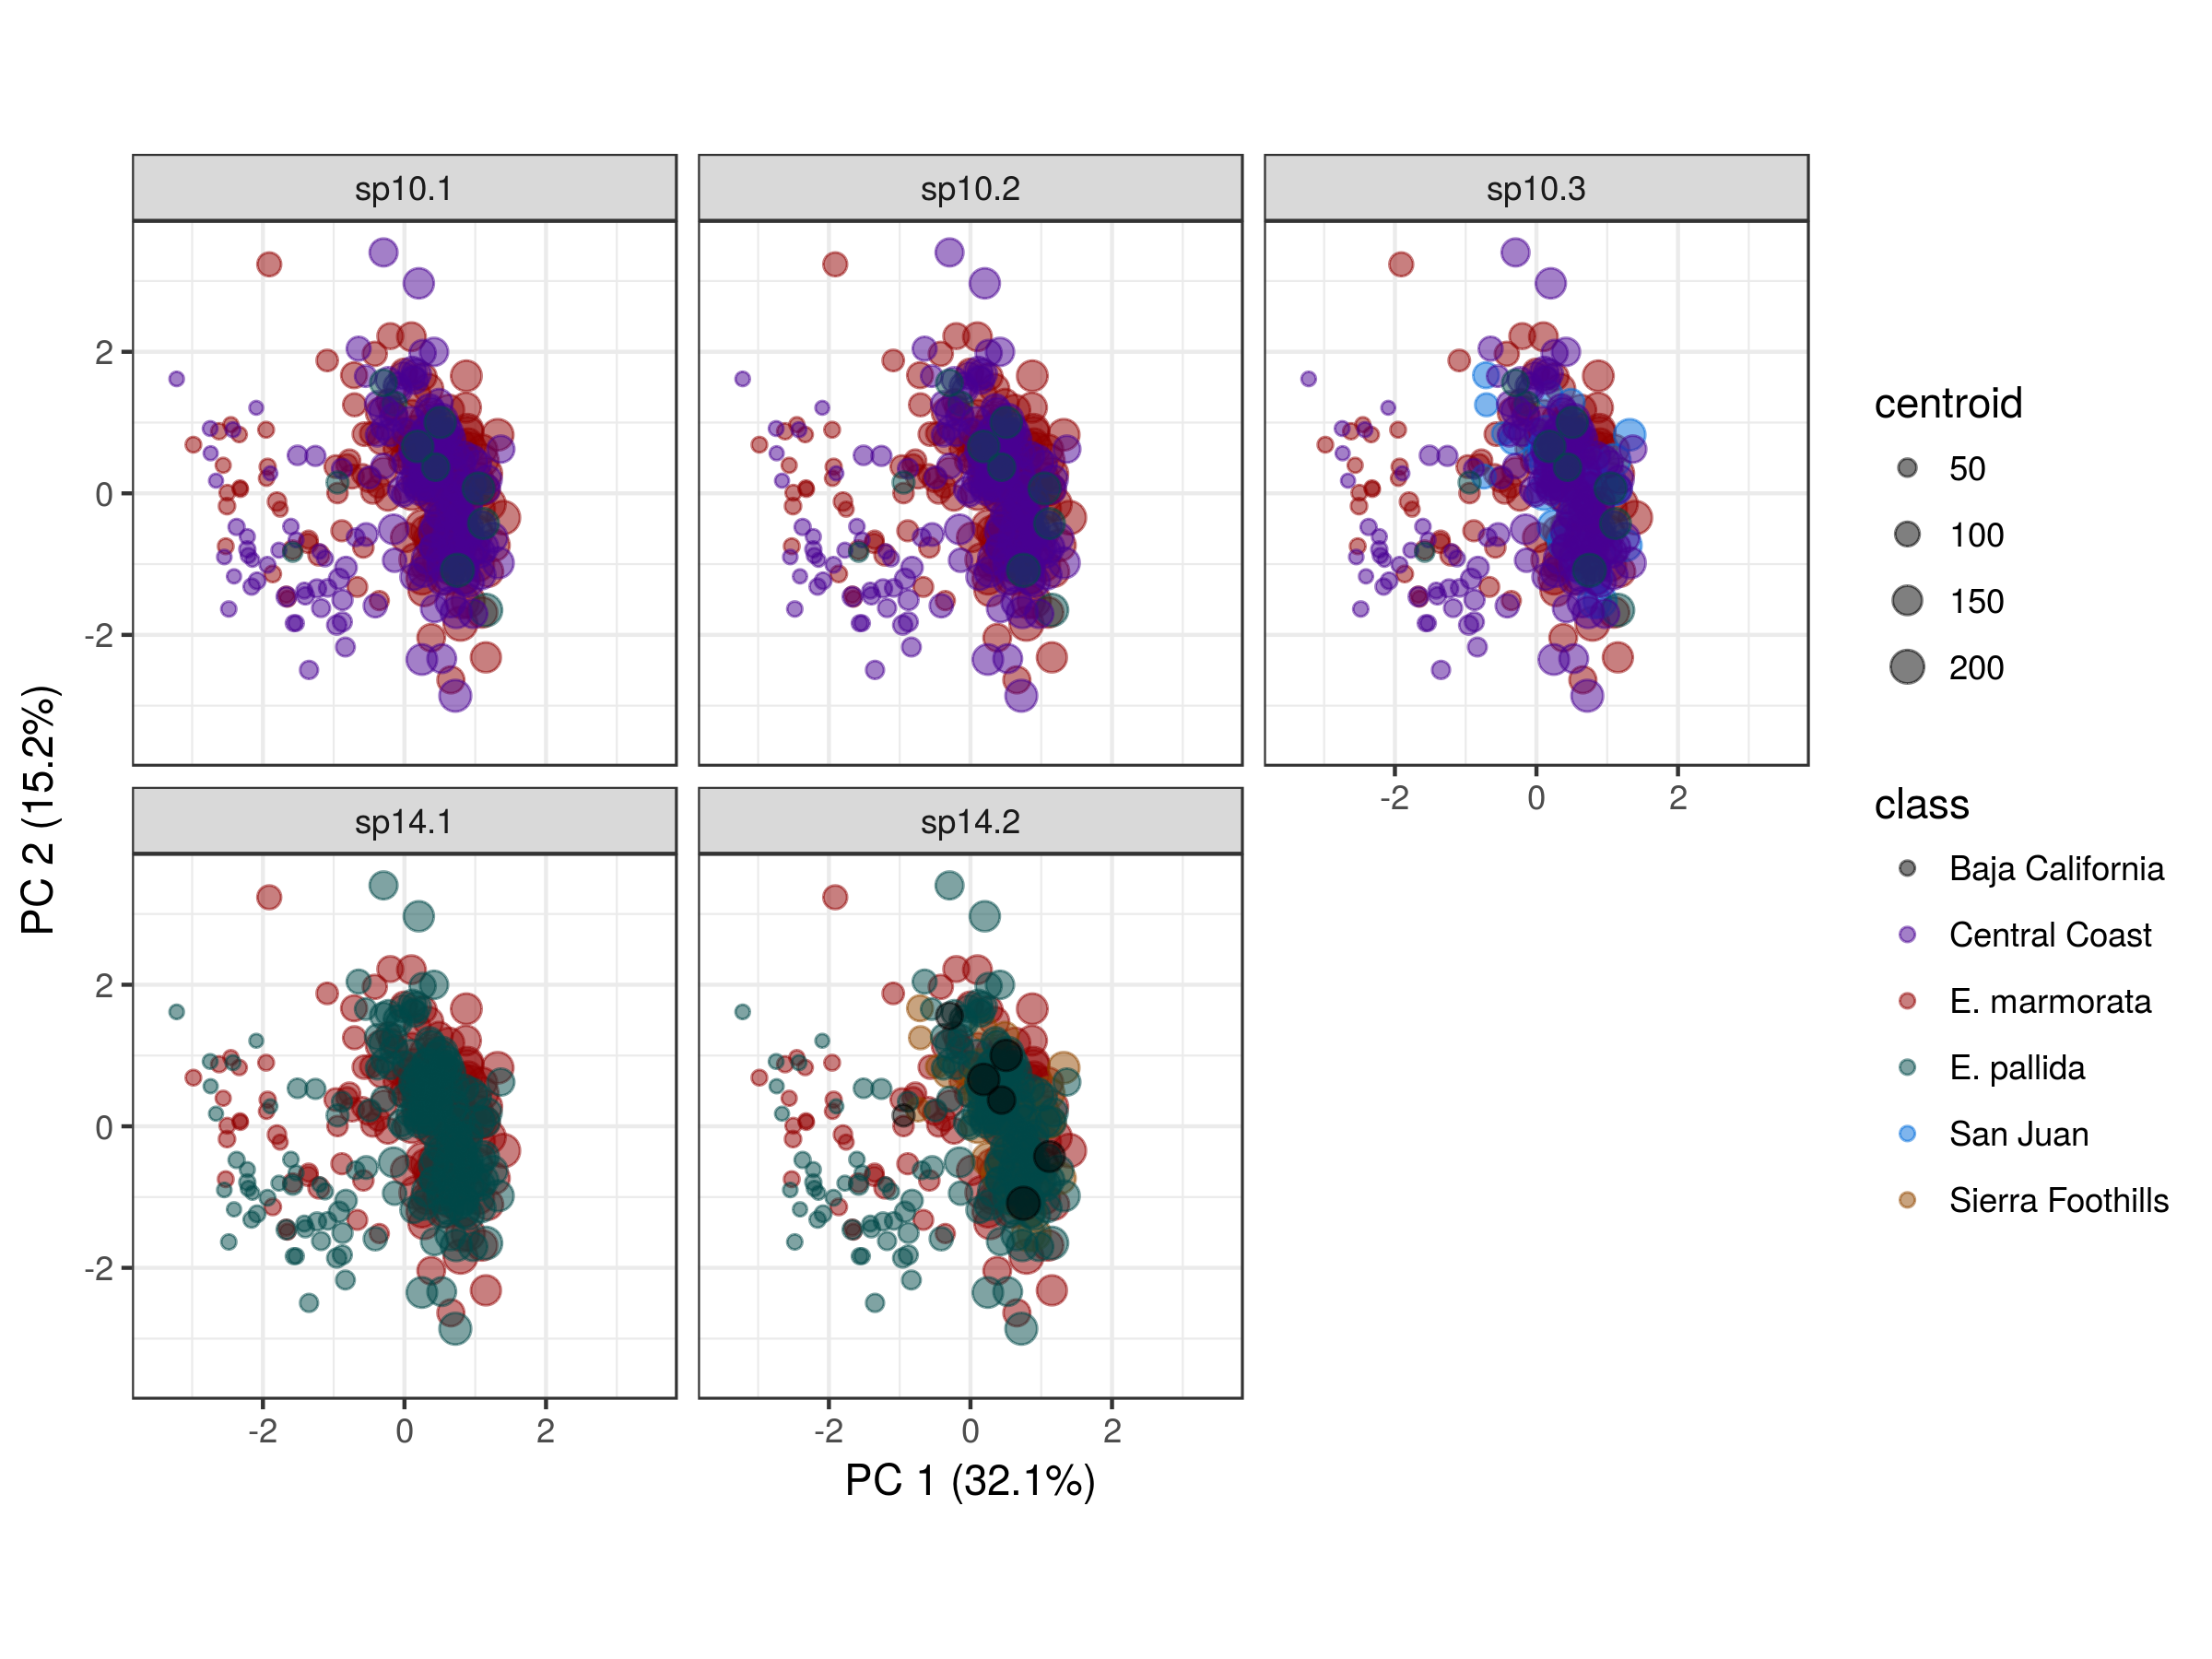 sp10.1
sp10.2
sp10.3
2
0
-2
-2
0
2
sp14.1
sp14.2
2
0
-2
-2
0
2
-2
0
2
PC 1 (32.1%)
PC 2 (15.2%)
centroid
50
100
150
200
class
Baja California
Central Coast
E. marmorata
E. pallida
San Juan
Sierra Foothills